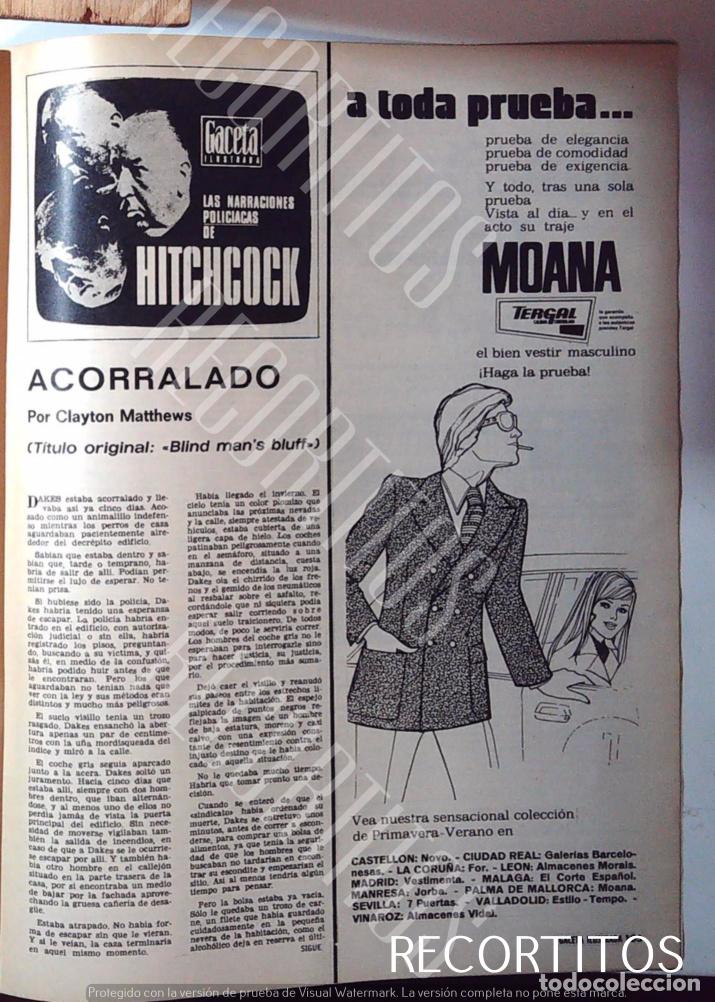 Gaceta
ILUSTRADA
LAS NARRACIONES
POLICIACAS
DE
HITCHCOCK
ACORRALADO
Por Clayton Matthews
(Título original: «Blind man's bluff»)
DAKES estaba acorralado y lle-
vaba así ya cinco días. Aco-
sado como un animalillo indefen-
so mientras los perros de caza
aguardaban pacientemente alre-
dedor del decrépito edificio.
Sabían que estaba dentro y sa-
bían que, tarde o temprano, ha-
bría de salir de allí. Podían per-
mitirse el lujo de esperar. No te-
nían prisa.
Si hubiese sido la policía, Da-
kes habría tenido una esperanza
de escapar. La policía habría en-
trado en el edificio, con autoriza-
ción judicial o sin ella, habría
registrado los pisos, preguntan-
do, buscando a su víctima, y qui-
zás él, en medio de la confusión,
habría podido huir antes de que
le encontraran. Pero los que
aguardaban no tenían nada que
ver con la ley y sus métodos eran
distintos y mucho más peligrosos.
El sucio visillo tenía un trozo
rasgado. Dakes ensanchó la aber-
tura apenas un par de centíme-
tros con la uña mordisqueada del
índice y miró a la calle.
El coche gris seguía aparcado
junto a la acera. Dakes soltó un
juramento. Hacía cinco días que
estaba allí, siempre con dos hom-
bres dentro, que iban alternán-
dose, y al menos uno de ellos no
perdía jamás de vista la puerta
principal del edificio. Sin nece-
sidad de moverse vigilaban tam-
bién la salida de incendios, en
caso de que a Dakes se le ocurrie-
se escapar por allí. Y también ha-
bía otro hombre en el callejón
situado en la parte trasera de la
casa, por si encontraba un medio
de bajar por la fachada aprove-
chando la gruesa cañería de desa-
güe.
Estaba atrapado. No había for-
ma de escapar sin que le vieran.
Y si le veían, la caza terminaría
en aquel mismo momento.
Había llegado el invierno. El
cielo tenía un color plomizo que
anunciaba las próximas nevadas
y la calle, siempre atestada de ve-
hículos, estaba cubierta de una
ligera capa de hielo. Los coches
patinaban peligrosamente cuando
en el semáforo, situado a una
manzana de distancia, cuesta
abajo, se encendía la luz roja.
Dakes oía el chirrido de los fre-
nos y el gemido de los neumáticos
al resbalar sobre el asfalto, re-
cordándole que ni siquiera podía
esperar salir corriendo sobre
aquel suelo traicionero. De todos
modos, de poco le serviría correr.
Los hombres del coche gris no le
esperaban para interrogarle sino
para hacer justicia, su justicia,
por el procedimiento más suma-
rio.
Dejó caer el visillo y reanudó
sus paseos entre los estrechos lí-
mites de la habitación. El espejo
salpicado de puntos negros re-
flejaba la imagen de un hombre
de baja estatura, moreno y casi
calvo, con una expresión cons-
tante de resentimiento contra el
injusto destino que le había colo-
cado en aquella situación.
No le quedaba mucho tiempo.
Habría que tomar pronto una de-
cisión.
Cuando se enteró de que el
«sindicato» había ordenado su
muerte, Dakes se entretuvo unos
minutos, antes de correr a escon-
derse, para comprar una bolsa de
alimentos, ya que tenía la seguri-
dad de que los hombres que le
buscaban no tardarían en encon-
trar su escondite y empezarían el
sitio. Así al menos tendría algún
tiempo para pensar.
Pero la bolsa estaba ya vacía.
Sólo le quedaba un trozo de car-
ne, un filete que había guardado
cuidadosamente en la pequeña
nevera de la habitación, como el
alcohólico deja en reserva el últi-
SIGUE
a toda prueba...
prueba de elegancia
prueba de comodidad
prueba de exigencia
Y todo, tras una sola
prueba
Vista al día... y en el
acto su traje
MOANA
TERGAL
la garantía
que acompaña
a las auténticas
prendas Tergal
el bien vestir masculino
¡Haga la prueba!
Vea nuestra sensacional colección
de Primavera-Verano en
CASTELLON: Novo. - CIUDAD REAL: Galerías Barcelo-
nesas. - LA CORUÑA: For. - LEON: Almacenes Morais.
MADRID: Vestimenta. - MALAGA: El Corte Español.
MANRESA: Jorba. - PALMA DE MALLORCA: Moana.
SEVILLA: 7 Puertas. - VALLADOLID: Estilo - Tempo. -
VINAROZ: Almacenes Vidal.
RECORTITOS
todocoleccion
Protegido con la versión de prueba de Visual Watermark. La versión completa no pone esta marca.
RECORTITOS
RECORTITOS
RECORTITOS